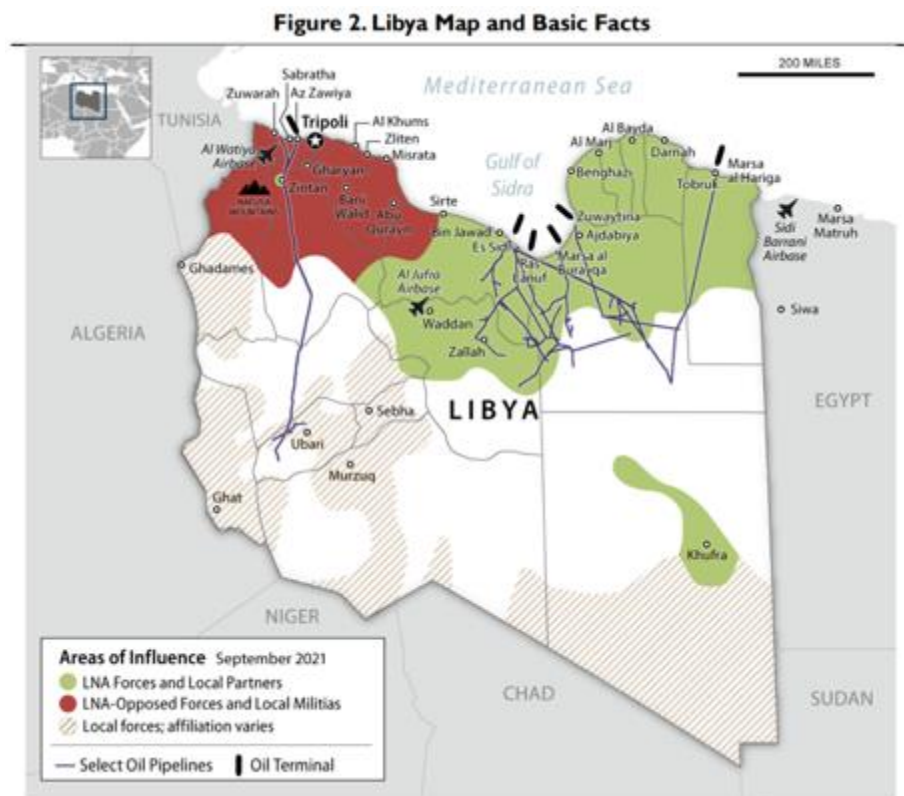 Figure 2. Libya Map and Basic Facts
200 MILES
Mediterranean Sea
Sabratha
Zuwarah
Az Zawiya
TUNISIA
Tripoli
Al Khums
Zliten
Misrata
Al Watiya
Airbase
Gharyan
Zintan
NAFUSA
MOUNTAINS
Bani
Walid
Abu
Qurayn
Gulf of
Sidra
Al Bayda
Al Marj
Darnah
Benghazi
Tobruk
Marsa
al Hariga
Sirte
Bin Jawad
Es Sidr
Ras
Lanuf
Zuwaytina
Ajdabiya
Marsa al
Burayqa
Sidi
Barrani
Airbase
Marsa
Matruh
Ghadames
Al Jufra
Airbase
Waddan
Zallah
Siwa
ALGERIA
LIBYA
EGYPT
Sebha
Ubari
Murzuq
Ghat
Khufra
NIGER
CHAD
SUDAN
Areas of Influence September 2021
LNA Forces and Local Partners
LNA-Opposed Forces and Local Militias
Local forces; affiliation varies
Select Oil Pipelines
Oil Terminal